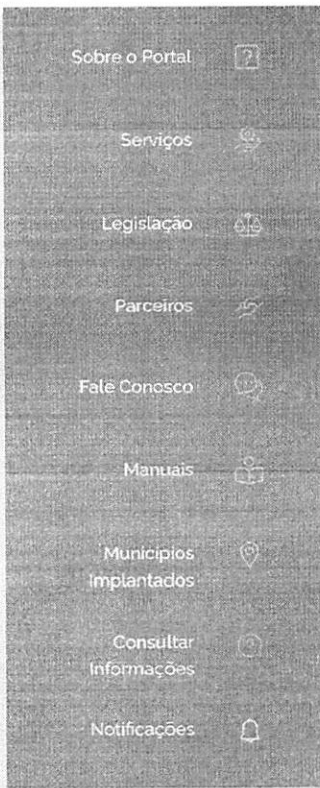 Sobre o Portal
Serviços
Legislação
Parceiros
Fale Conosco
Manuais
Municípios
Implantados
Consultar
Informações
Notificações